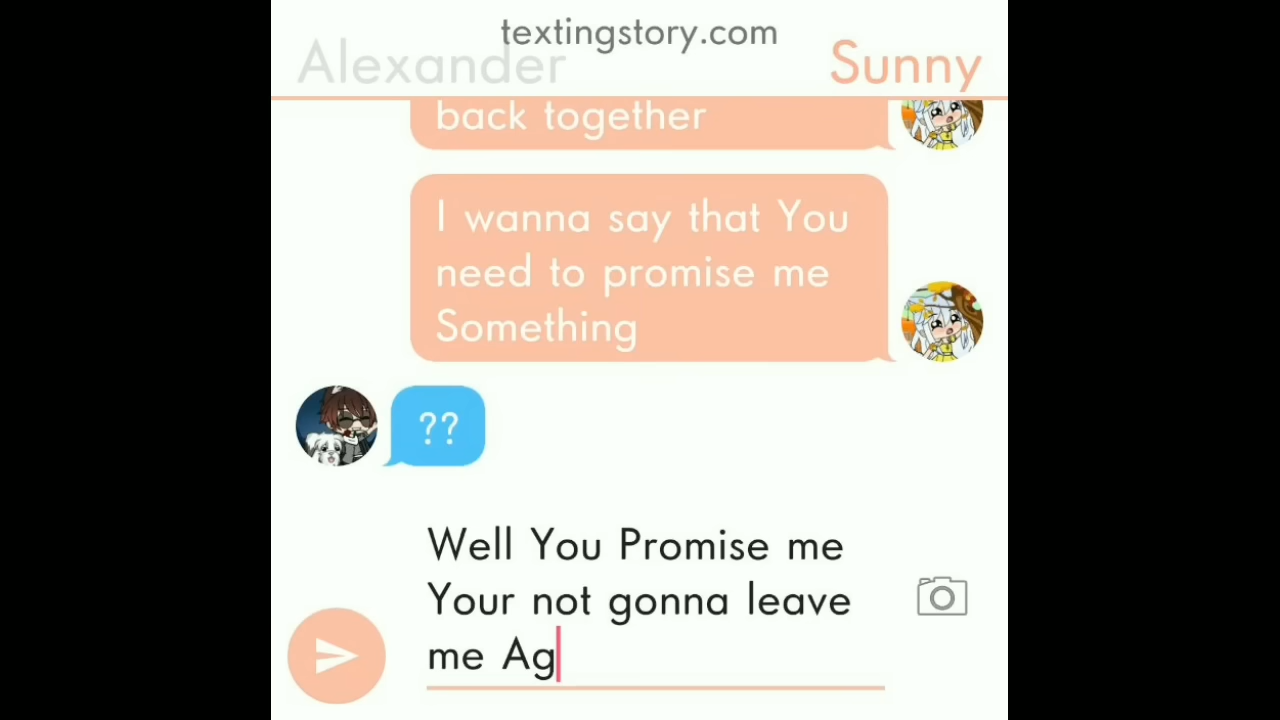 textingstory.com
Alexander
Sunny
back together
I wanna say that You
need to promise me
Something
??
Well You Promise me
Your not gonna leave
me Ag